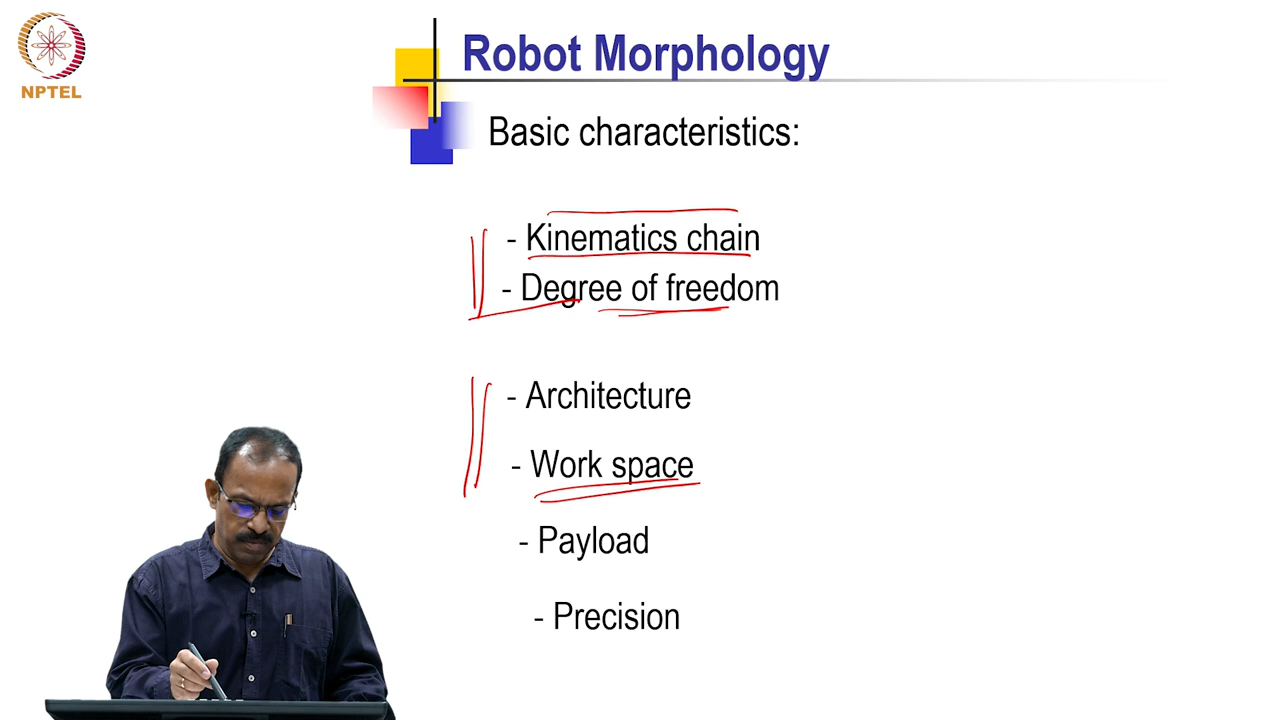 NPTEL
Robot Morphology
Basic characteristics:
- Kinematics chain
- Degree of freedom
- Architecture
- Work space
- Payload
- Precision